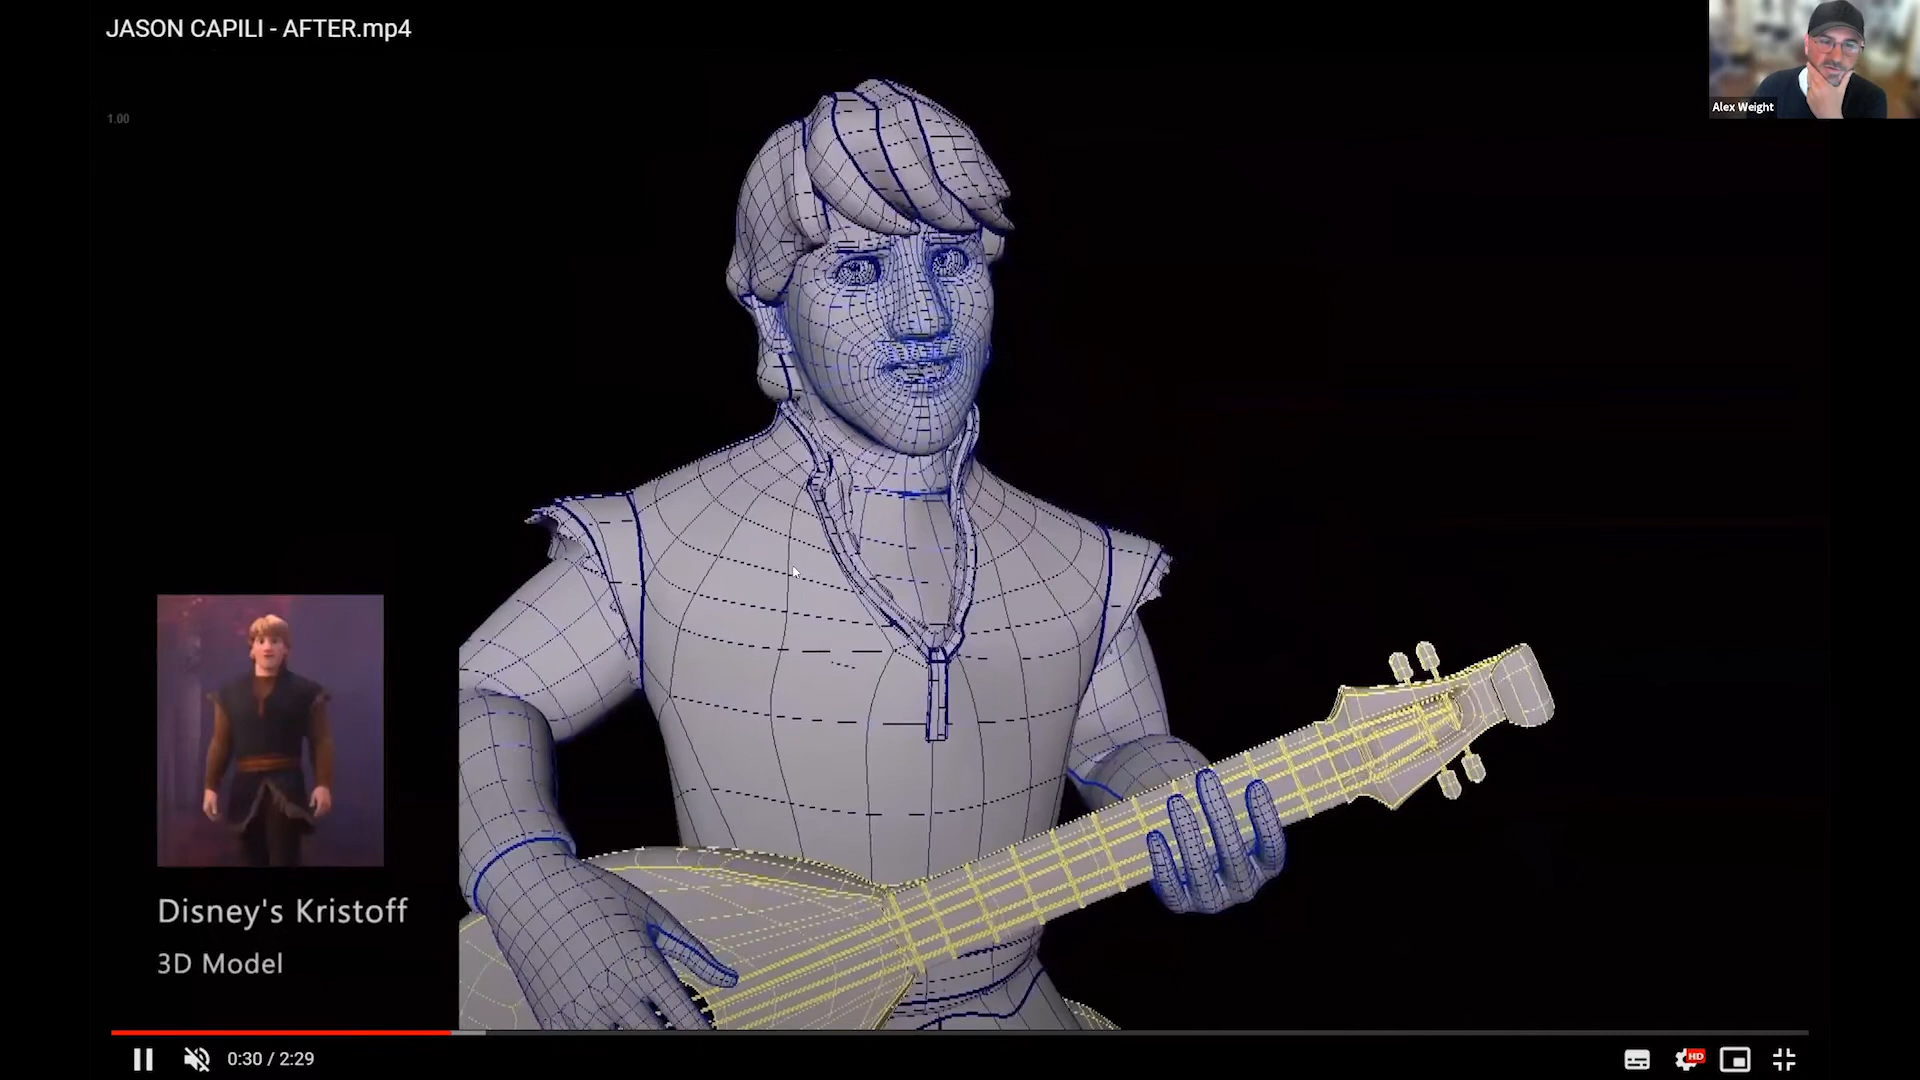 JASON CAPILI - AFTER.mp4
Alex Weight
1.00
Disney's Kristoff
3D Model
0:30 / 2:29
HD